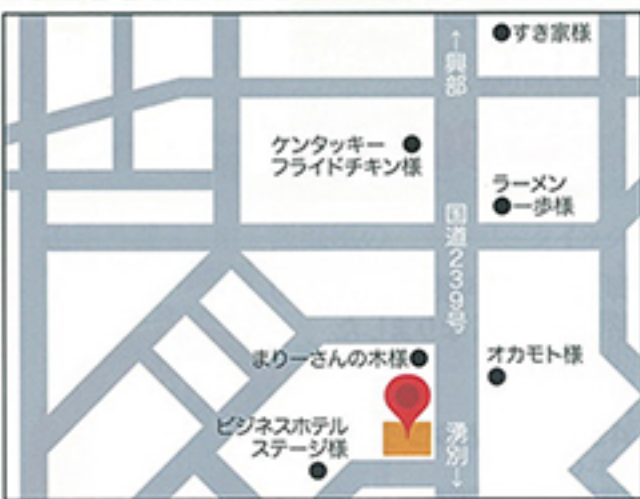 ●すき家様
↑興部
ケンタッキー
フライドチキン様
ラーメン
一歩様
国道239号
まりーさんの木様
オカモト様
ビジネスホテル
ステージ様
湧別↓